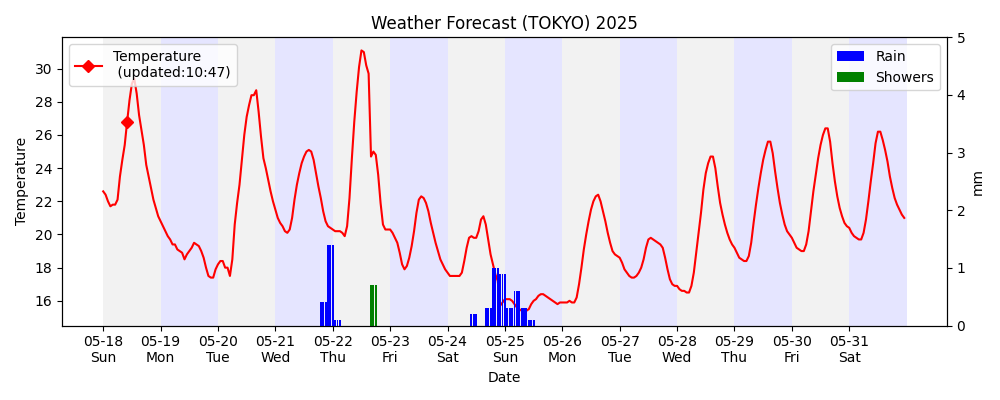 Weather Forecast (TOKYO) 2025
Temperature
(updated:10:47)
Rain
Showers
Temperature
30
28
26
24
22
20
18
16
5
4
3
2
1
0
mm
05-18 05-19 05-20 05-21 05-22 05-23 05-24 05-25 05-26 05-27 05-28 05-29 05-30 05-31
Sun Mon Tue Wed Thu Fri Sat Sun Mon Tue Wed Thu Fri Sat
Date